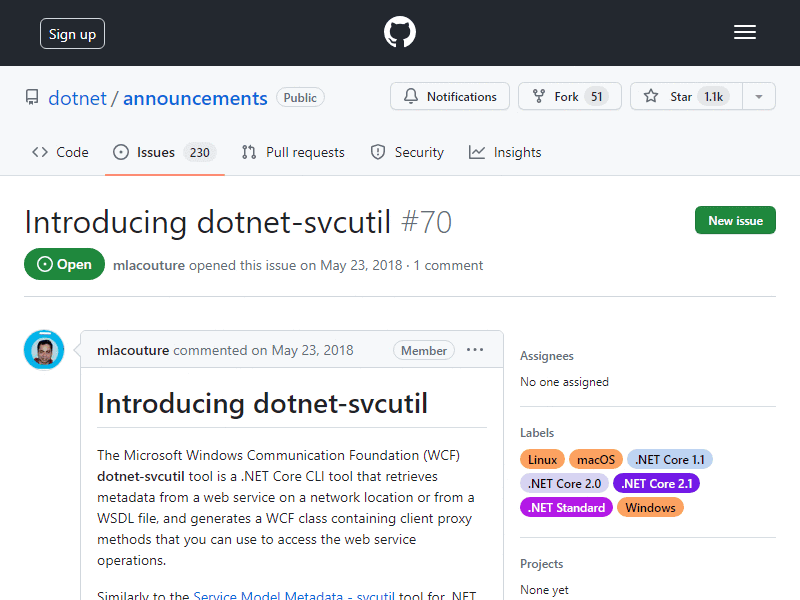 Sign up
dotnet / announcements Public
Notifications Fork 51 Star 1.1k
Code Issues 230 Pull requests Security Insights
Introducing dotnet-svcutil #70
New issue
Open mlacouture opened this issue on May 23, 2018 · 1 comment
mlacouture commented on May 23, 2018 Member ···
Introducing dotnet-svcutil
The Microsoft Windows Communication Foundation (WCF)
dotnet-svcutil tool is a .NET Core CLI tool that retrieves
metadata from a web service on a network location or from a
WSDL file, and generates a WCF class containing client proxy
methods that you can use to access the web service
operations.
Similarly to the Service Model Metadata - svcutil tool for .NET
Assignees
No one assigned
Labels
Linux macOS .NET Core 1.1
.NET Core 2.0 .NET Core 2.1
.NET Standard Windows
Projects
None yet